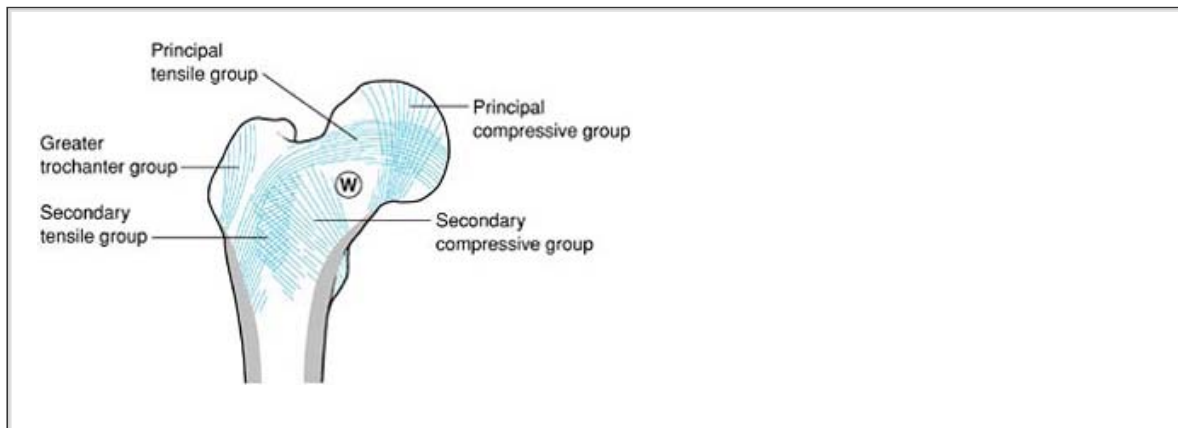 Principal
tensile group
Principal
compressive group
Greater
trochanter group
W
Secondary
tensile group
Secondary
compressive group